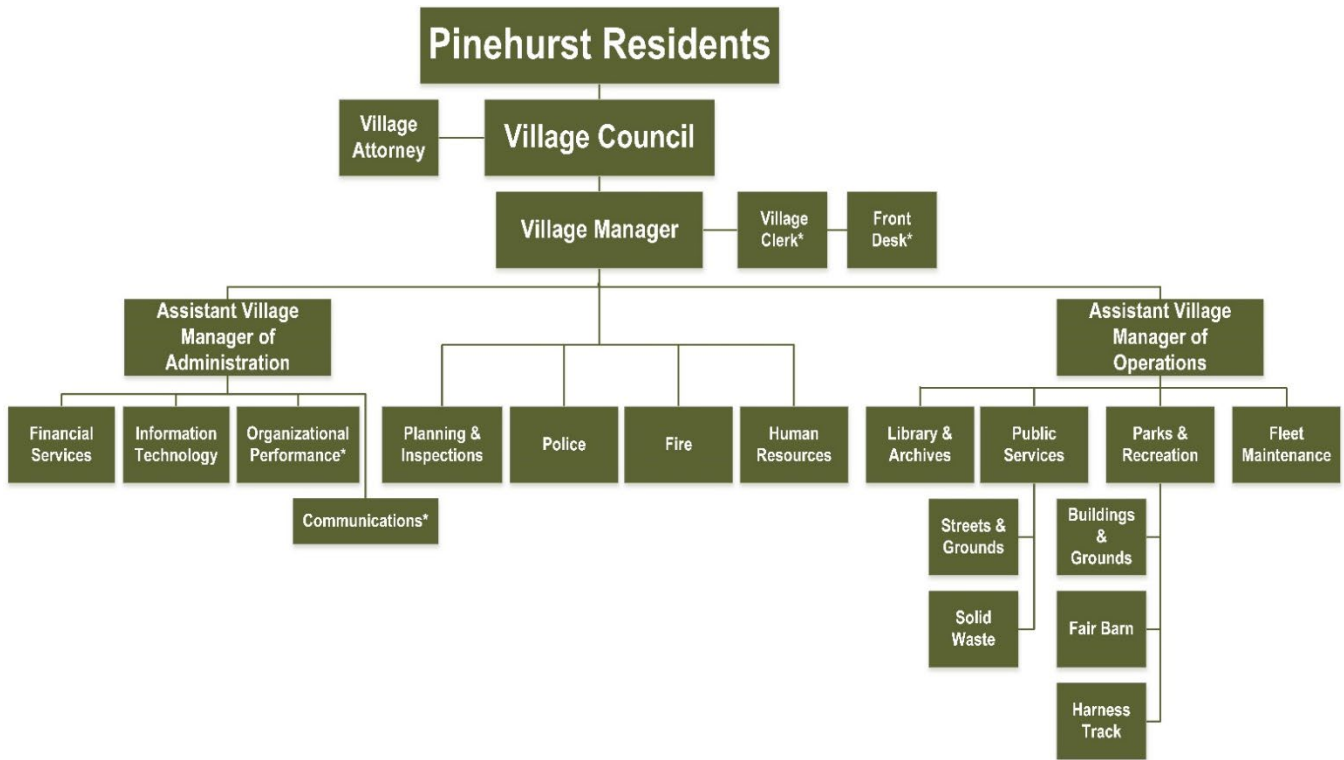 Pinehurst Residents
Village
Attorney
Village Council
Village Manager
Village
Clerk*
Front
Desk*
Assistant Village
Manager of
Administration
Assistant Village
Manager of
Operations
Financial
Services
Information
Technology
Organizational
Performance*
Communications*
Planning &
Inspections
Police
Fire
Human
Resources
Library &
Archives
Public
Services
Parks &
Recreation
Fleet
Maintenance
Streets &
Grounds
Solid
Waste
Buildings
&
Grounds
Fair Barn
Harness
Track